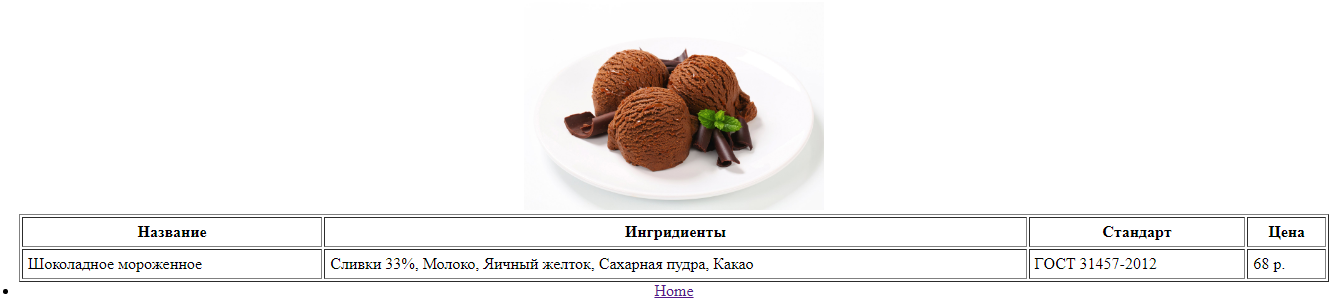 Название Ингридиенты Стандарт Цена
Шоколадное мороженное Сливки 33%, Молоко, Яичный желток, Сахарная пудра, Какао ГОСТ 31457-2012 68 р.
Home